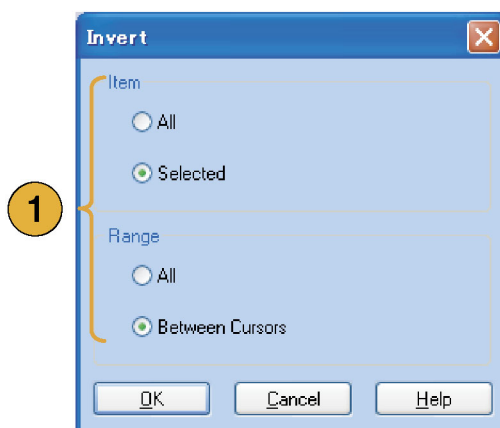 Invert
Item
All
Selected
1
Range
All
Between Cursors
OK Cancel Help